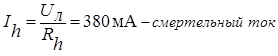 I_h = U_Л / R_h = 380 мА – смертельный ток